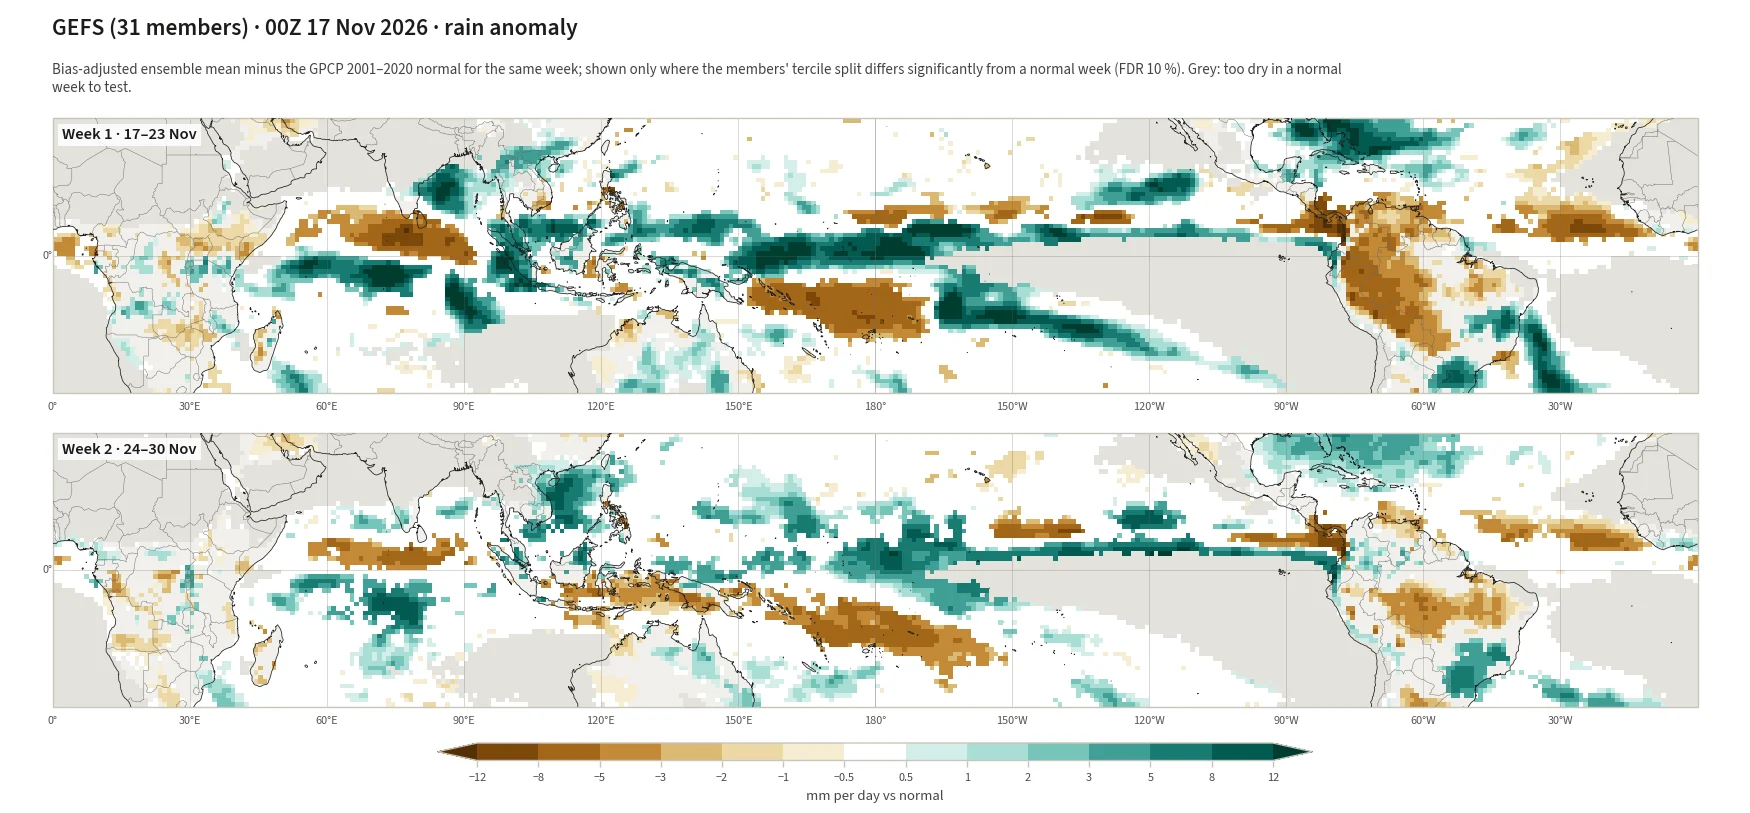 GEFS (31 members) · 00Z 17 Nov 2026 · rain anomaly
Bias-adjusted ensemble mean minus the GPCP 2001–2020 normal for the same week; shown only where the members' tercile split differs significantly from a normal week (FDR 10 %). Grey: too dry in a normal
week to test.
Week 1 · 17–23 Nov
0°
0° 30°E 60°E 90°E 120°E 150°E 180° 150°W 120°W 90°W 60°W 30°W
Week 2 · 24–30 Nov
0°
0° 30°E 60°E 90°E 120°E 150°E 180° 150°W 120°W 90°W 60°W 30°W
−12 −8 −5 −3 −2 −1 −0.5 0.5 1 2 3 5 8 12
mm per day vs normal